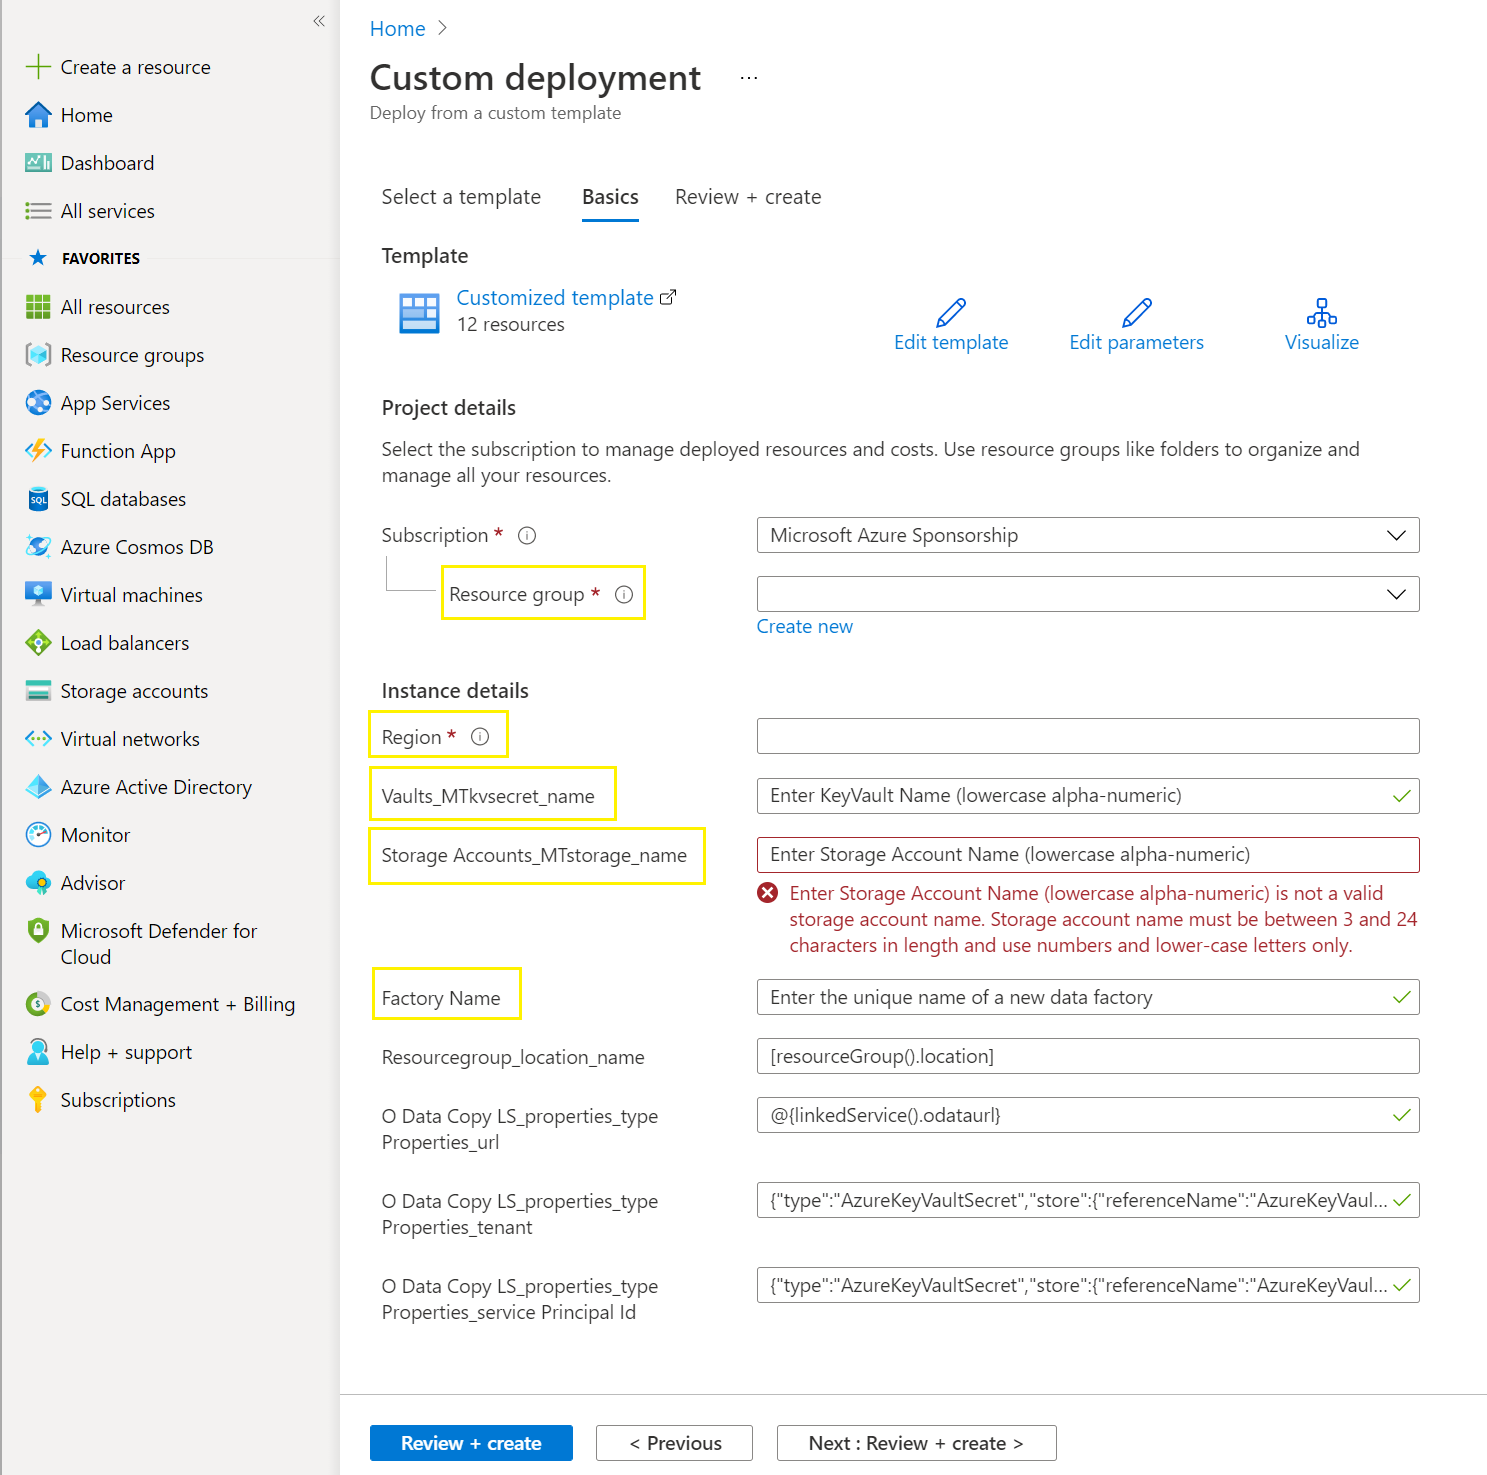 «
Create a resource
Home
Dashboard
All services
FAVORITES
All resources
Resource groups
App Services
Function App
SQL
SQL databases
Azure Cosmos DB
Virtual machines
Load balancers
Storage accounts
Virtual networks
Azure Active Directory
Monitor
Advisor
Microsoft Defender for
Cloud
Cost Management + Billing
Help + support
Subscriptions
Home >
Custom deployment ...
Deploy from a custom template
Select a template Basics Review + create
Template
Customized template
12 resources
Edit template Edit parameters Visualize
Project details
Select the subscription to manage deployed resources and costs. Use resource groups like folders to organize and
manage all your resources.
Subscription * Microsoft Azure Sponsorship
Resource group *
Create new
Instance details
Region *
Vaults_MTkvsecret_name Enter KeyVault Name (lowercase alpha-numeric)
Storage Accounts_MTstorage_name Enter Storage Account Name (lowercase alpha-numeric)
Enter Storage Account Name (lowercase alpha-numeric) is not a valid
storage account name. Storage account name must be between 3 and 24
characters in length and use numbers and lower-case letters only.
Factory Name Enter the unique name of a new data factory
Resourcegroup_location_name [resourceGroup().location]
O Data Copy LS_properties_type @{linkedService().odataurl}
Properties_url
O Data Copy LS_properties_type {"type":"AzureKeyVaultSecret","store":{"referenceName":"AzureKeyVaul...
Properties_tenant
O Data Copy LS_properties_type {"type":"AzureKeyVaultSecret","store":{"referenceName":"AzureKeyVaul...
Properties_service Principal Id
Review + create < Previous Next : Review + create >